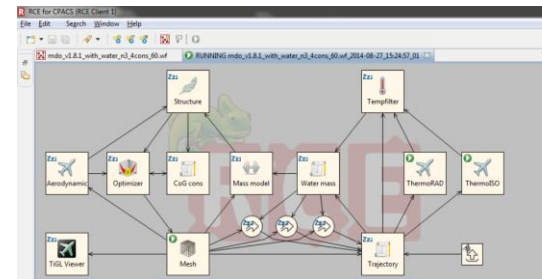 RCE for CPACS (RCE Client 1)
File Edit Search Window Help
mdo_v1.8.1_with_water_n3_4cons_60.wf
RUNNING mdo_v1.8.1_with_water_n3_4cons_60.wf_2014-08-27_15:24:57_01
Structure
Tempfilter
Aerodynamic
Optimizer
CoG cons
Mass model
Water mass
ThermoRAD
ThermoISO
TiGL Viewer
Mesh
Trajectory
RCE